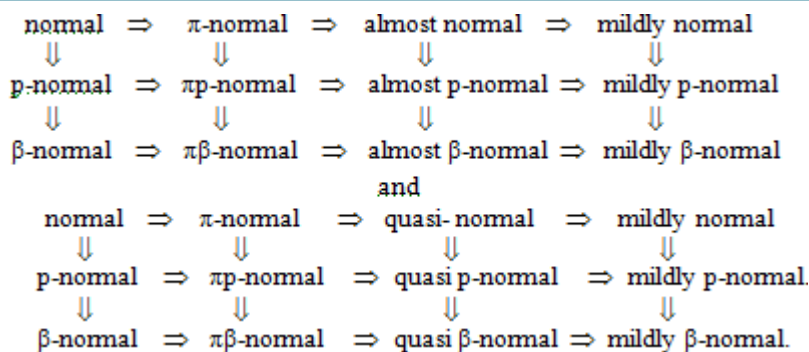 normal ⇒ π-normal ⇒ almost normal ⇒ mildly normal
⇓ ⇓ ⇓ ⇓
p-normal ⇒ πp-normal ⇒ almost p-normal ⇒ mildly p-normal
⇓ ⇓ ⇓ ⇓
β-normal ⇒ πβ-normal ⇒ almost β-normal ⇒ mildly β-normal
and
normal ⇒ π-normal ⇒ quasi- normal ⇒ mildly normal
⇓ ⇓ ⇓ ⇓
p-normal ⇒ πp-normal ⇒ quasi p-normal ⇒ mildly p-normal.
⇓ ⇓ ⇓ ⇓
β-normal ⇒ πβ-normal ⇒ quasi β-normal ⇒ mildly β-normal.